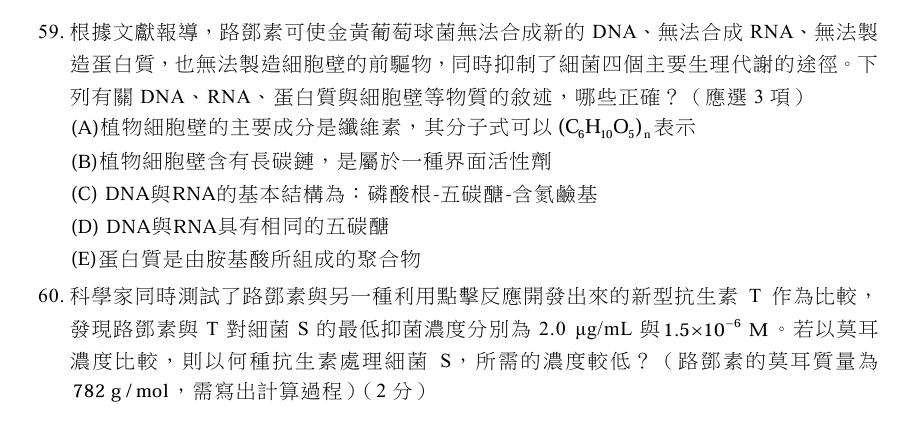 59. 根據文獻報導，路鄧素可使金黃葡萄球菌無法合成新的 DNA、無法合成 RNA、無法製
造蛋白質，也無法製造細胞壁的前驅物，同時抑制了細菌四個主要生理代謝的途徑。下
列有關 DNA、RNA、蛋白質與細胞壁等物質的敘述，哪些正確？（應選 3 項）
(A)植物細胞壁的主要成分是纖維素，其分子式可以 (C₆H₁₀O₅)ₙ 表示
(B)植物細胞壁含有長碳鏈，是屬於一種界面活性劑
(C) DNA與RNA的基本結構為：磷酸根-五碳醣-含氮鹼基
(D) DNA與RNA具有相同的五碳醣
(E)蛋白質是由胺基酸所組成的聚合物
60. 科學家同時測試了路鄧素與另一種利用點擊反應開發出來的新型抗生素 T 作為比較，
發現路鄧素與 T 對細菌 S 的最低抑菌濃度分別為 2.0 μg/mL 與1.5×10⁻⁶ M。若以莫耳
濃度比較，則以何種抗生素處理細菌 S，所需的濃度較低？（路鄧素的莫耳質量為
782 g / mol，需寫出計算過程）（2 分）